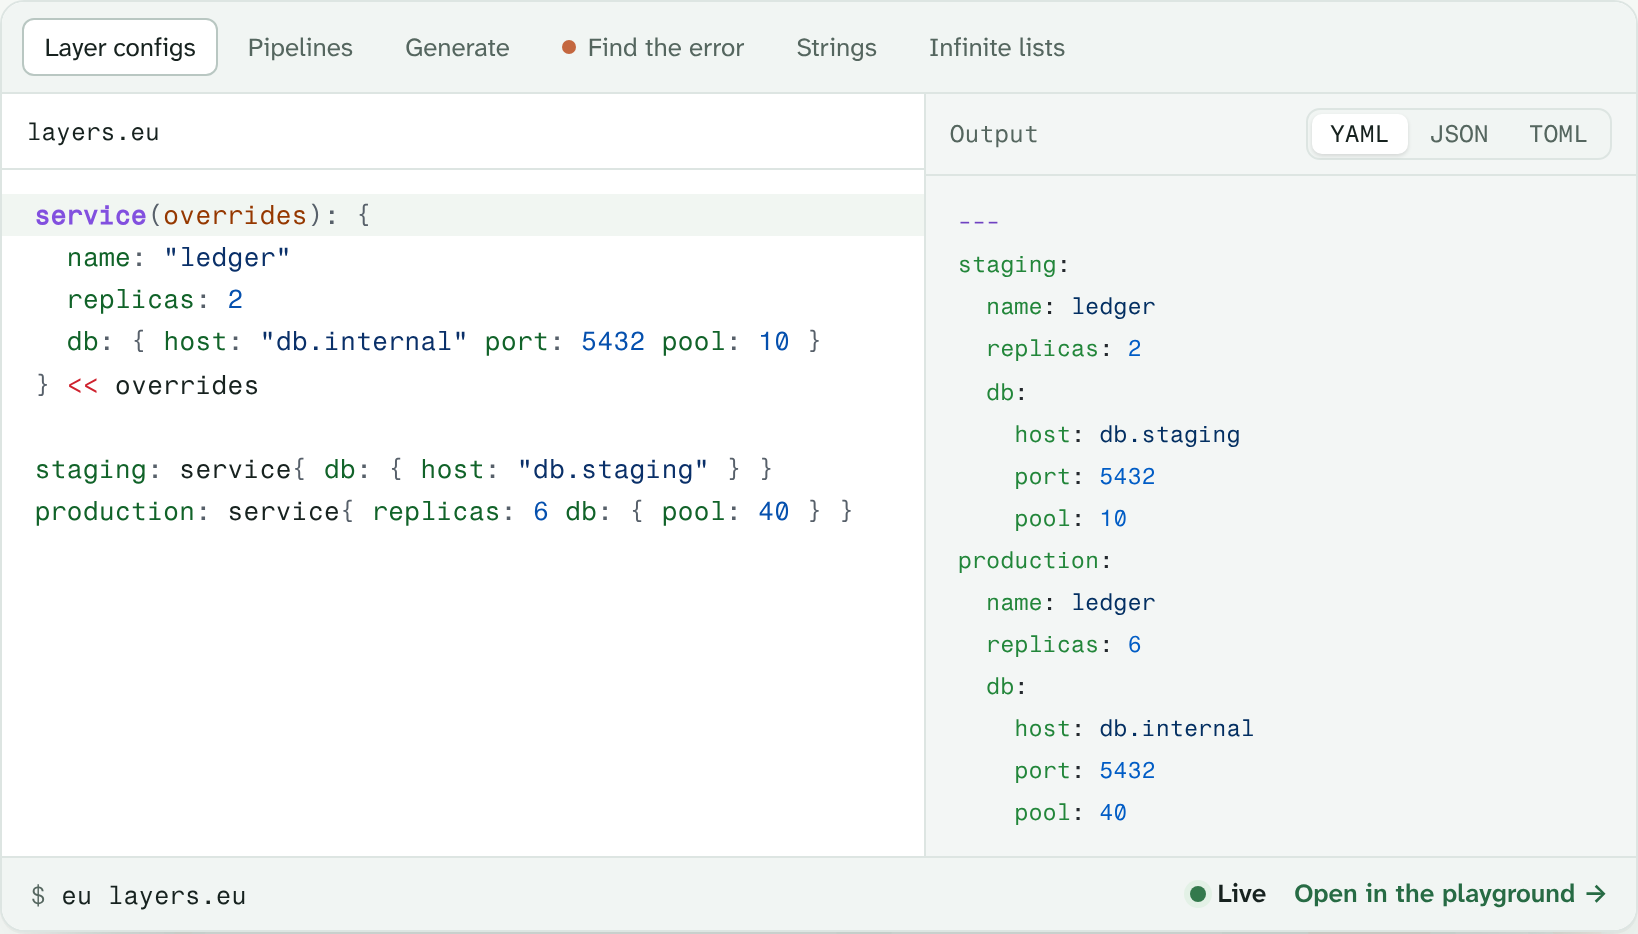 Layer configs Pipelines Generate Find the error Strings Infinite lists
layers.eu
service(overrides): {
  name: "ledger"
  replicas: 2
  db: { host: "db.internal" port: 5432 pool: 10 }
} << overrides

staging: service{ db: { host: "db.staging" } }
production: service{ replicas: 6 db: { pool: 40 } }
Output YAML JSON TOML
---
staging:
  name: ledger
  replicas: 2
  db:
    host: db.staging
    port: 5432
    pool: 10
production:
  name: ledger
  replicas: 6
  db:
    host: db.internal
    port: 5432
    pool: 40
$ eu layers.eu
Live Open in the playground →